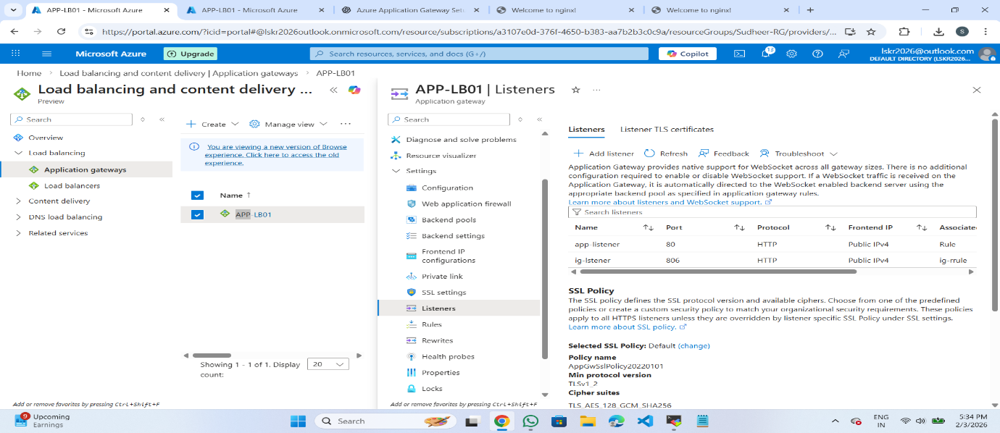 APP-LB01 - Microsoft Azure
APP-LB01 - Microsoft Azure
Azure Application Gateway Setu
Welcome to nginx!
Welcome to nginx!
https://portal.azure.com/?icid=portal#@lskr2026outlook.onmicrosoft.com/resource/subscriptions/a3107e0d-376f-4650-b383-aa7b2b3c0c9a/resourceGroups/Sudheer-RG/providers/...
S
Microsoft Azure
Upgrade
Search resources, services, and docs (G+/)
Copilot
13
lskr2026@outlook.com
DEFAULT DIRECTORY (LSKR2026...
Home > Load balancing and content delivery | Application gateways > APP-LB01
Load balancing and content delivery ...
Preview
Search
Overview
Load balancing
Application gateways
Load balancers
Content delivery
DNS load balancing
Related services
Add or remove favorites by pressing Ctrl+Shift+F
Create
Manage view
...
You are viewing a new version of Browse
experience. Click here to access the old
experience.
Name ↑
APP-LB01
Showing 1 - 1 of 1. Display
count:
20
APP-LB01 | Listeners
Application gateway
...
Search
Diagnose and solve problems
Resource visualizer
Settings
Configuration
Web application firewall
Backend pools
Backend settings
Frontend IP
configurations
Private link
SSL settings
Listeners
Rules
Rewrites
Health probes
Properties
Locks
Add or remove favorites by pressing Ctrl+Shift+F
Listeners
Listener TLS certificates
Add listener
Refresh
Feedback
Troubleshoot
Application Gateway provides native support for WebSocket across all gateway sizes. There is no additional
configuration required to enable or disable WebSocket support. If a WebSocket traffic is received on the
Application Gateway, it is automatically directed to the WebSocket enabled backend server using the
appropriate backend pool as specified in application gateway rules.
Learn more about listeners and WebSocket support.
Search listeners
Name Port Protocol Frontend IP Associate
app-listener 80 HTTP Public IPv4 Rule
ig-lstener 806 HTTP Public IPv4 ig-rrule
SSL Policy
The SSL policy defines the SSL protocol version and available ciphers. Choose from one of the predefined
policies or create a custom security policy to match your organizational security requirements. These policies
apply to all HTTPS listeners unless they are overridden by listener specific SSL Policy under SSL settings.
Learn more about SSL policy.
Selected SSL Policy: Default (change)
Policy name
AppGwSslPolicy20220101
Min protocol version
TLSv1_2
Cipher suites
TLS_AES_128_GCM_SHA256
9
Upcoming
Earnings
Search
ENG
IN
5:34 PM
2/3/2026